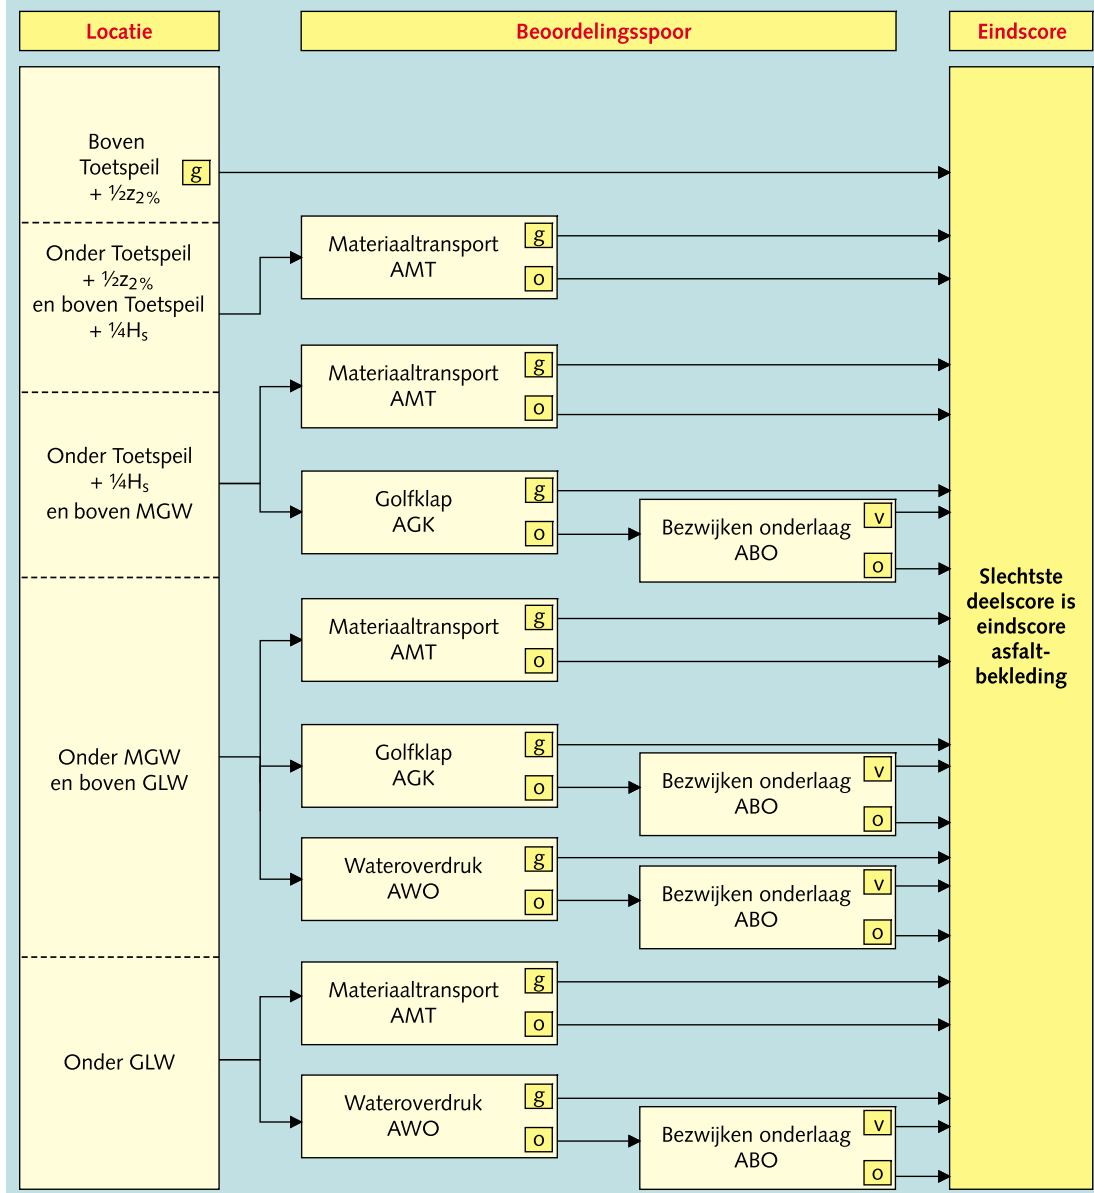 Locatie
Beoordelingsspoor
Eindscore
Boven
Toetspeil
+ ½z2%
g
Onder Toetspeil
+ ½z2%
en boven Toetspeil
+ ¼Hs
Materiaaltransport
AMT
g
o
Onder Toetspeil
+ ¼Hs
en boven MGW
Materiaaltransport
AMT
g
o
Golfklap
AGK
g
o
Bezwijken onderlaag
ABO
v
o
Onder MGW
en boven GLW
Materiaaltransport
AMT
g
o
Golfklap
AGK
g
o
Bezwijken onderlaag
ABO
v
o
Wateroverdruk
AWO
g
o
Bezwijken onderlaag
ABO
v
o
Onder GLW
Materiaaltransport
AMT
g
o
Wateroverdruk
AWO
g
o
Bezwijken onderlaag
ABO
v
o
Slechtste
deelscore is
eindscore
asfalt-
bekleding